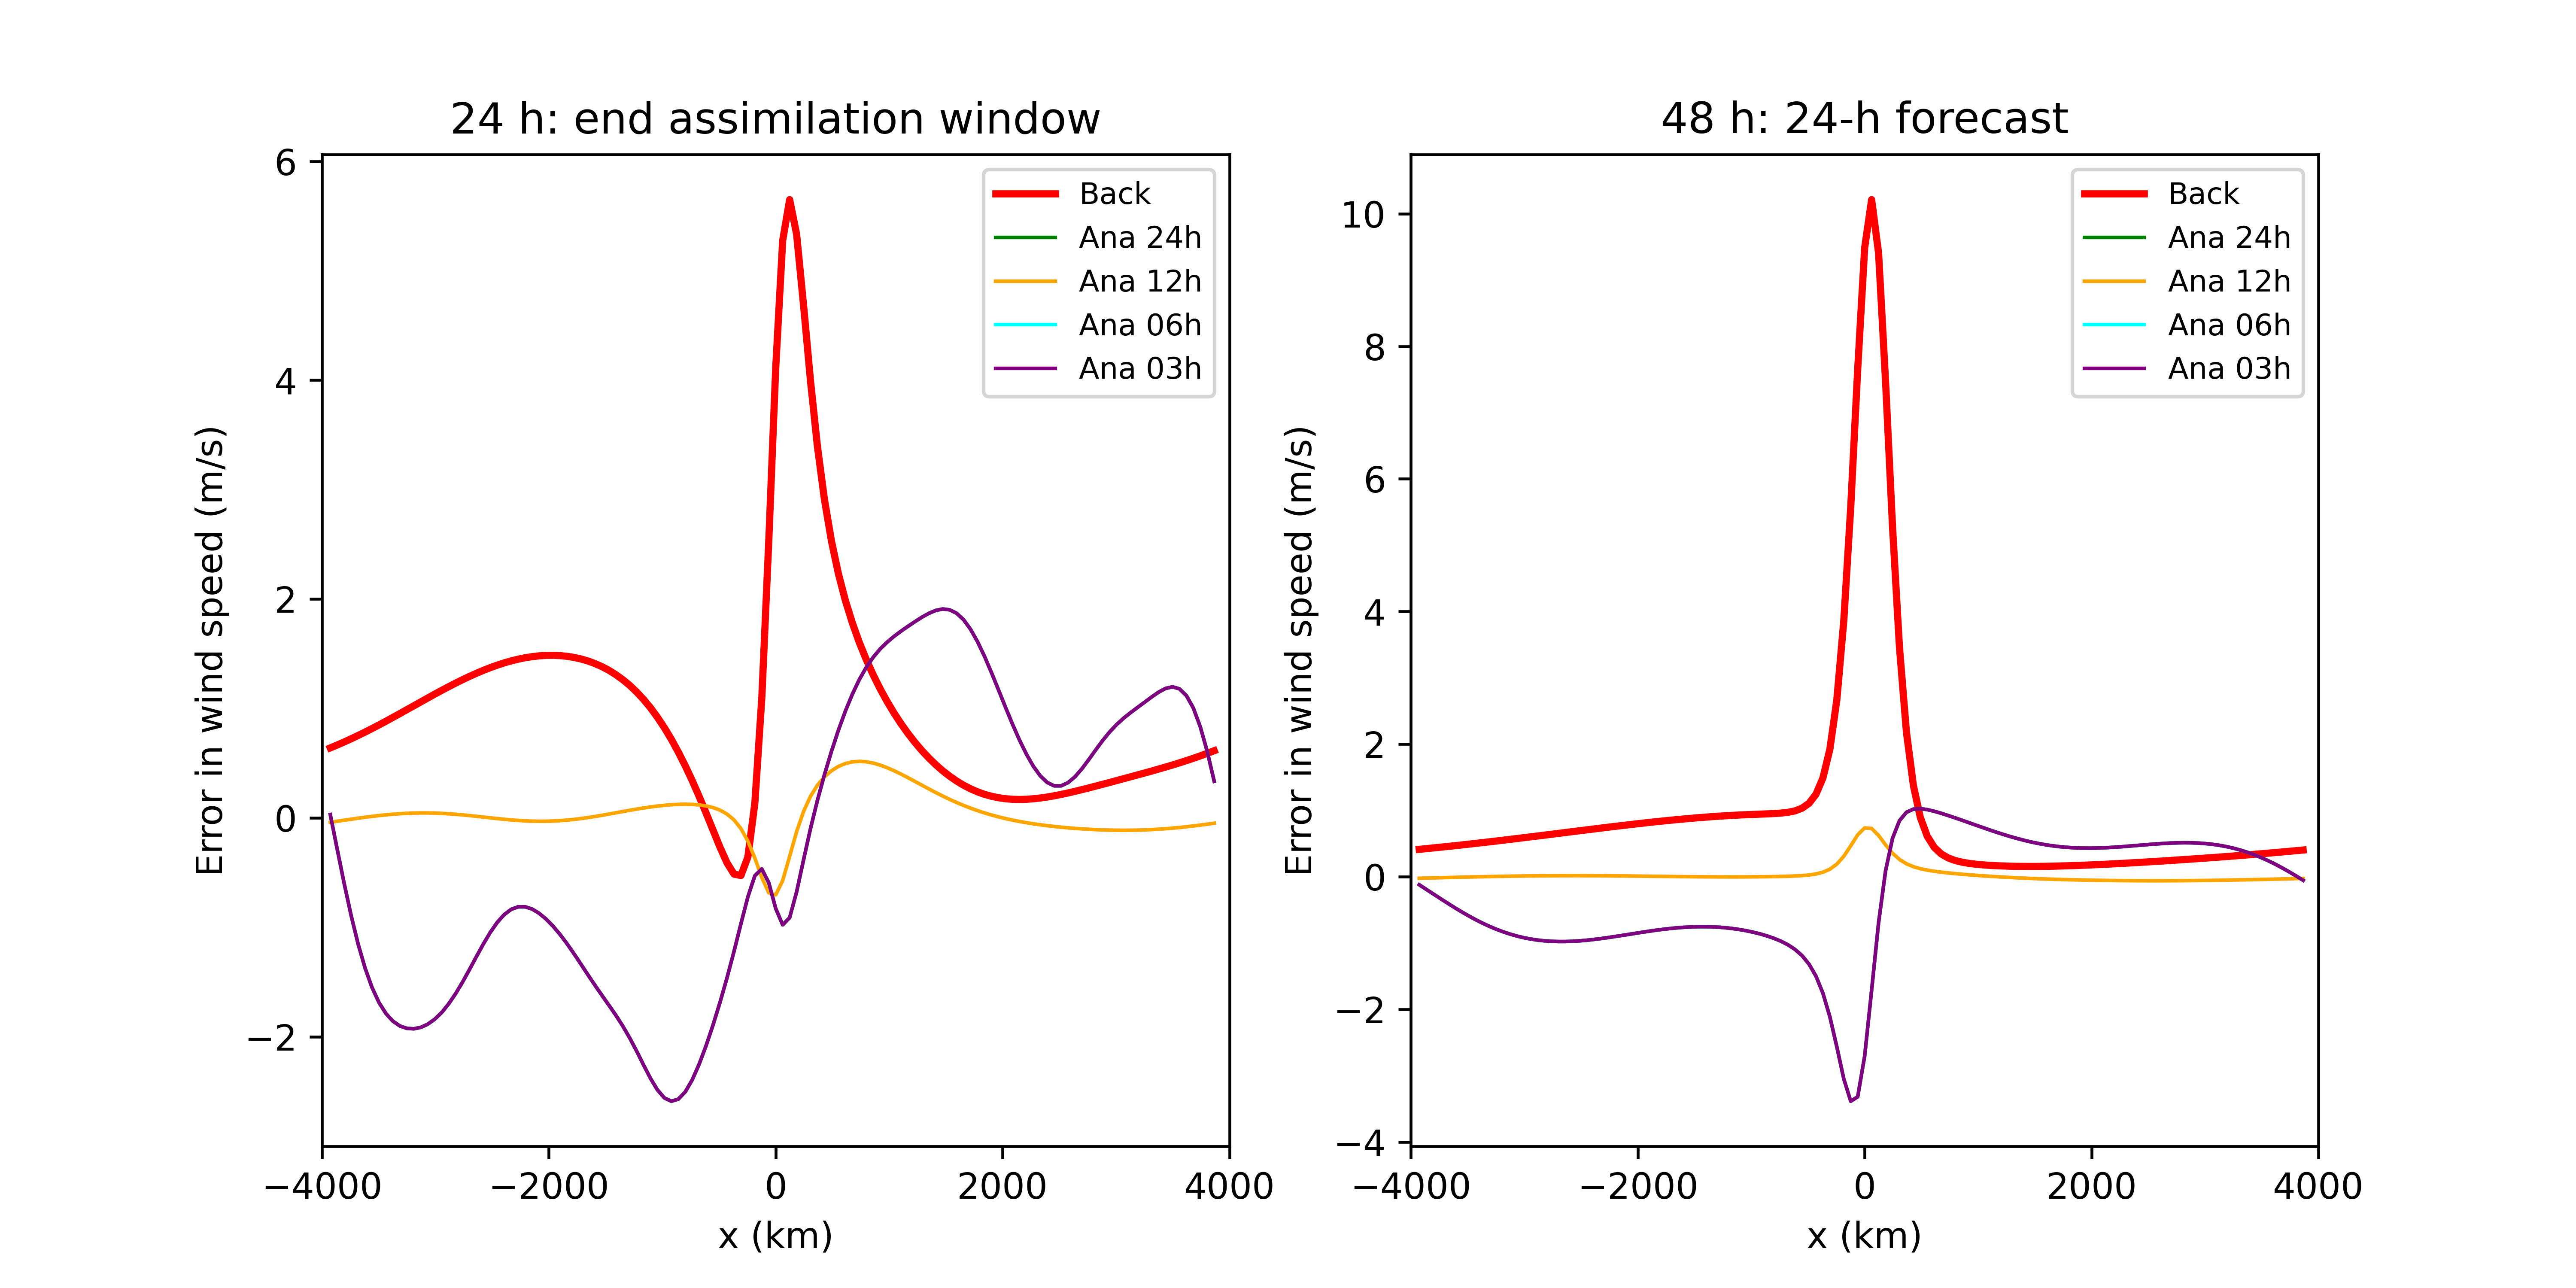 24 h: end assimilation window
Error in wind speed (m/s)
6
4
2
0
−2
−4000
−2000
0
2000
4000
x (km)
Back
Ana 24h
Ana 12h
Ana 06h
Ana 03h
48 h: 24-h forecast
Error in wind speed (m/s)
10
8
6
4
2
0
−2
−4
−4000
−2000
0
2000
4000
x (km)
Back
Ana 24h
Ana 12h
Ana 06h
Ana 03h